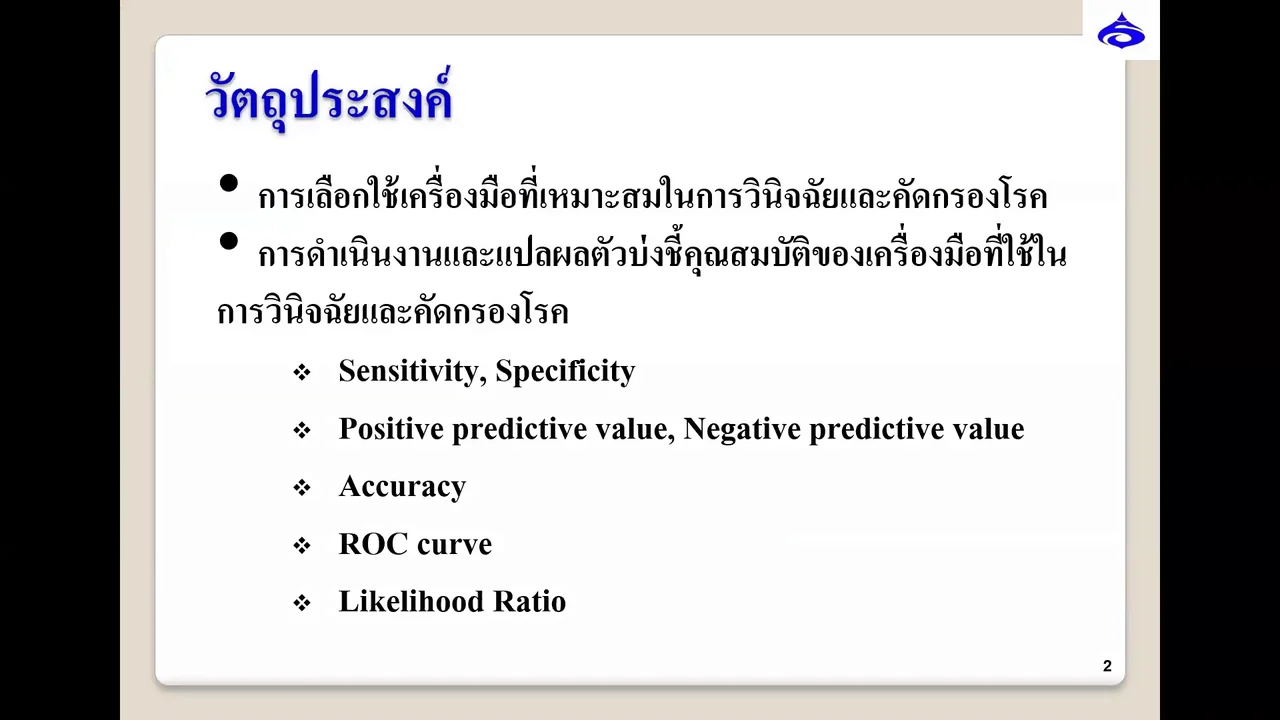 วัตถุประสงค์
• การเลือกใช้เครื่องมือที่เหมาะสมในการวินิจฉัยและคัดกรองโรค
• การดำเนินงานและแปลผลตัวบ่งชี้คุณสมบัติของเครื่องมือที่ใช้ใน
การวินิจฉัยและคัดกรองโรค
❖ Sensitivity, Specificity
❖ Positive predictive value, Negative predictive value
❖ Accuracy
❖ ROC curve
❖ Likelihood Ratio
2